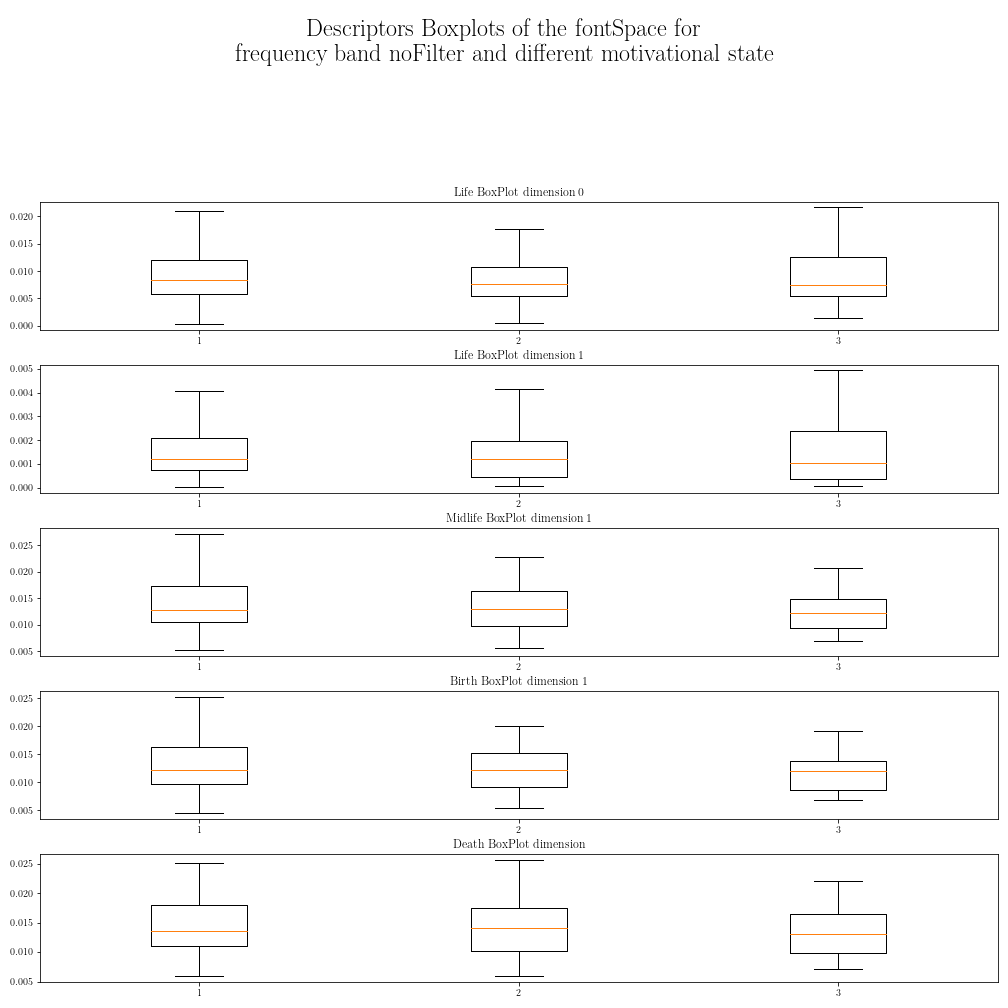 Descriptors Boxplots of the fontSpace for
frequency band noFilter and different motivational state
Life BoxPlot dimension 0
0.020
0.015
0.010
0.005
0.000
1 2 3
Life BoxPlot dimension 1
0.005
0.004
0.003
0.002
0.001
0.000
1 2 3
Midlife BoxPlot dimension 1
0.025
0.020
0.015
0.010
0.005
1 2 3
Birth BoxPlot dimension 1
0.025
0.020
0.015
0.010
0.005
1 2 3
Death BoxPlot dimension
0.025
0.020
0.015
0.010
0.005
1 2 3